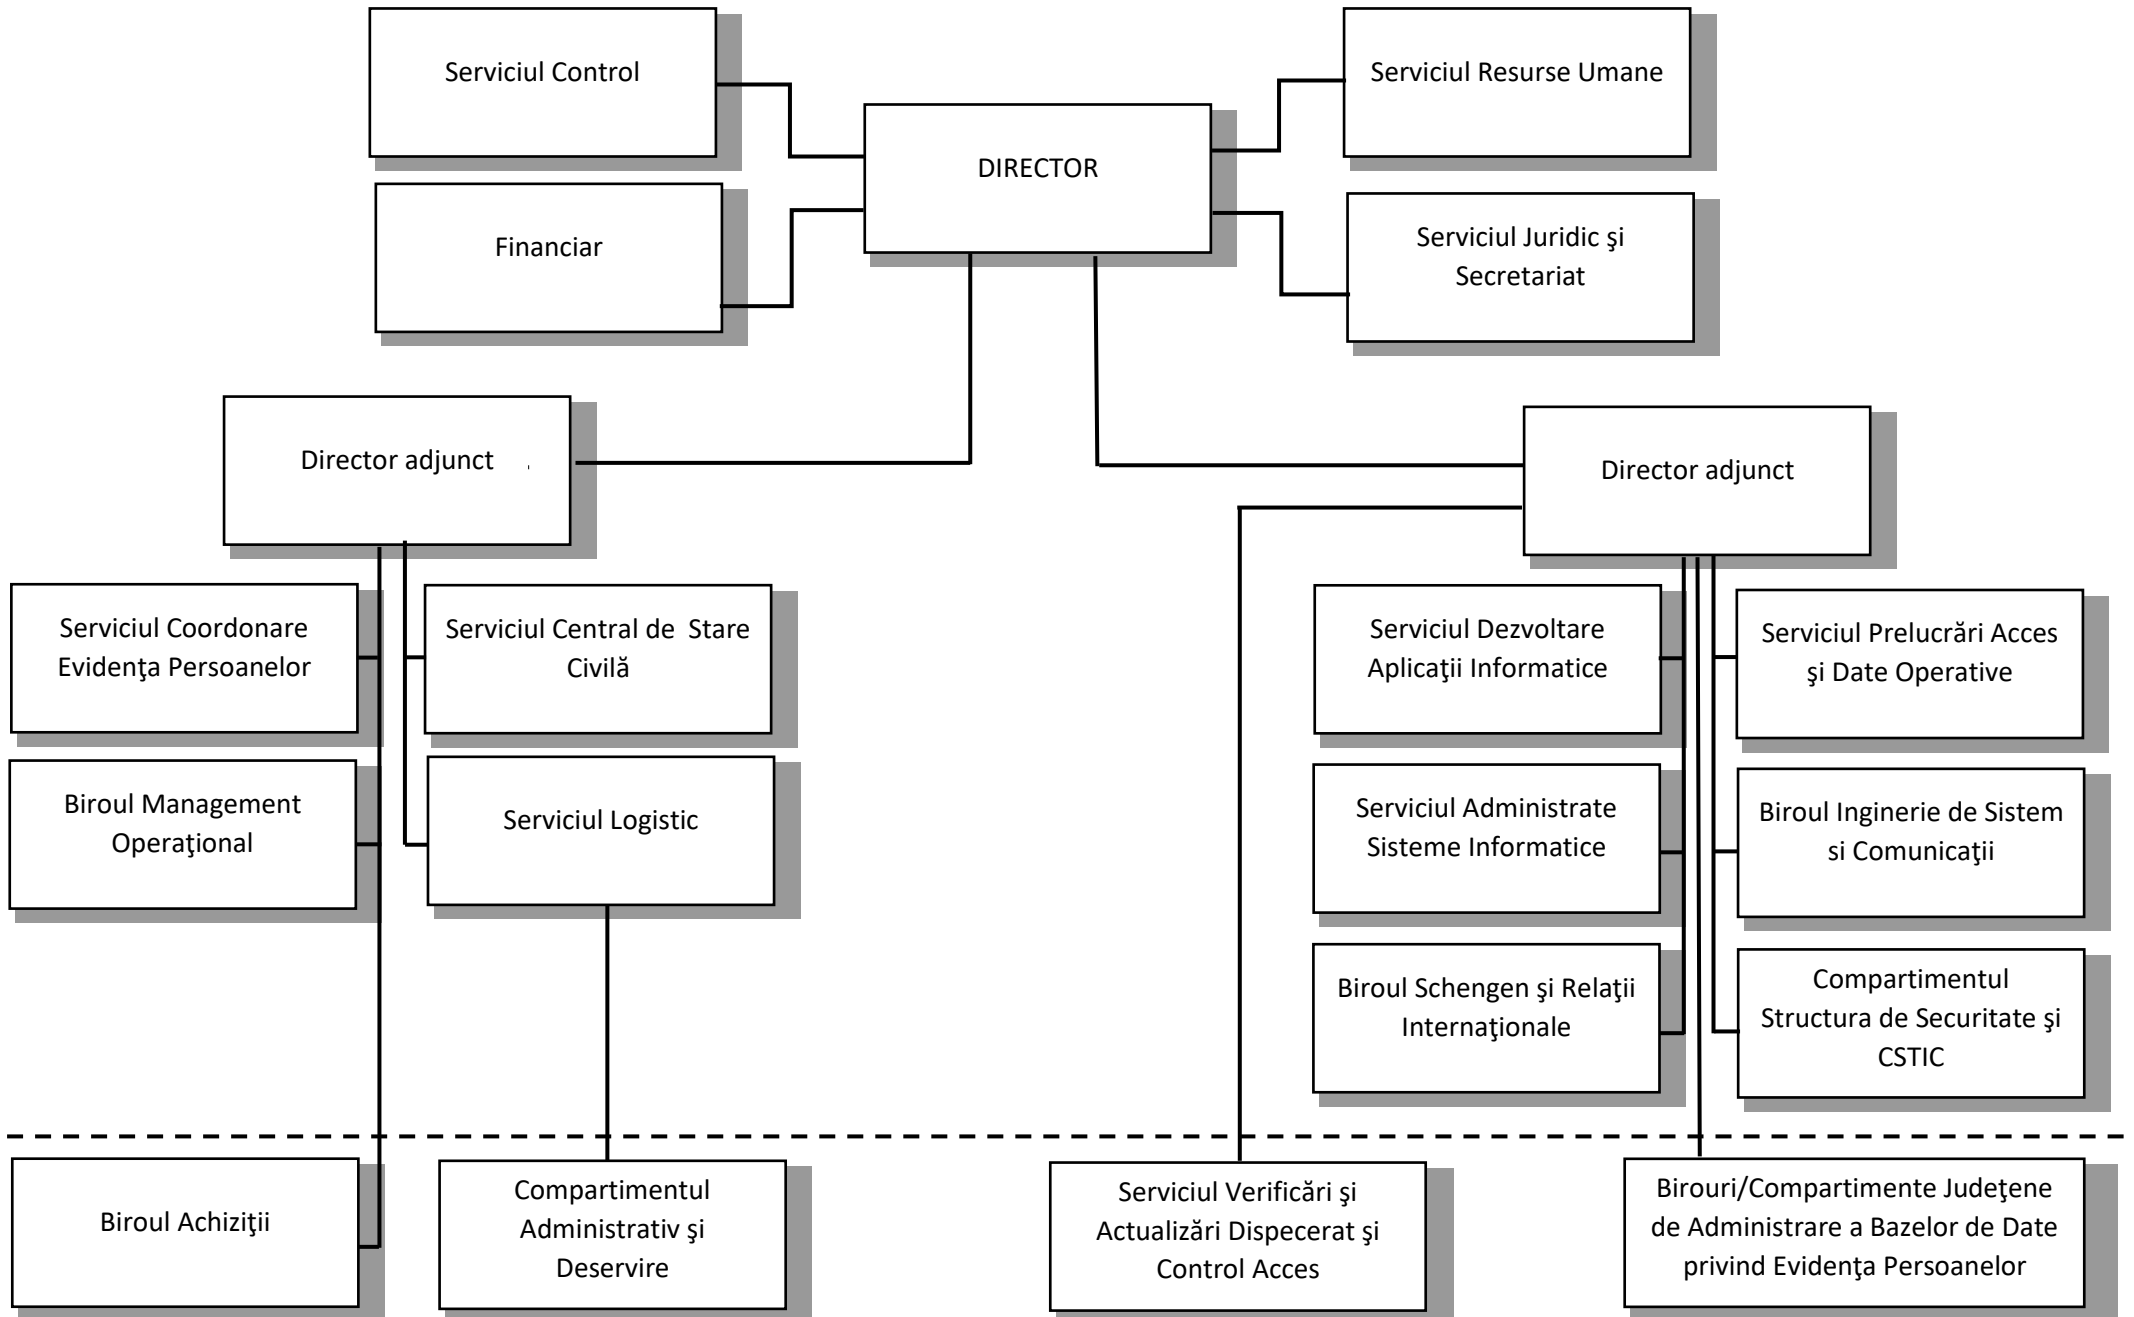 Serviciul Control
Serviciul Resurse Umane
DIRECTOR
Financiar
Serviciul Juridic şi
Secretariat
Director adjunct .
Director adjunct
Serviciul Coordonare
Evidenţa Persoanelor
Serviciul Central de Stare
Civilă
Serviciul Dezvoltare
Aplicaţii Informatice
Serviciul Prelucrări Acces
şi Date Operative
Biroul Management
Operaţional
Serviciul Logistic
Serviciul Administrate
Sisteme Informatice
Biroul Inginerie de Sistem
si Comunicaţii
Biroul Schengen şi Relaţii
Internaţionale
Compartimentul
Structura de Securitate şi
CSTIC
Biroul Achiziţii
Compartimentul
Administrativ şi
Deservire
Serviciul Verificări şi
Actualizări Dispecerat şi
Control Acces
Birouri/Compartimente Judeţene
de Administrare a Bazelor de Date
privind Evidenţa Persoanelor